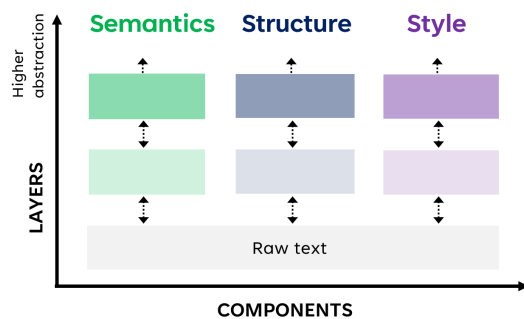 Semantics Structure Style
Higher
abstraction
LAYERS
Raw text
COMPONENTS